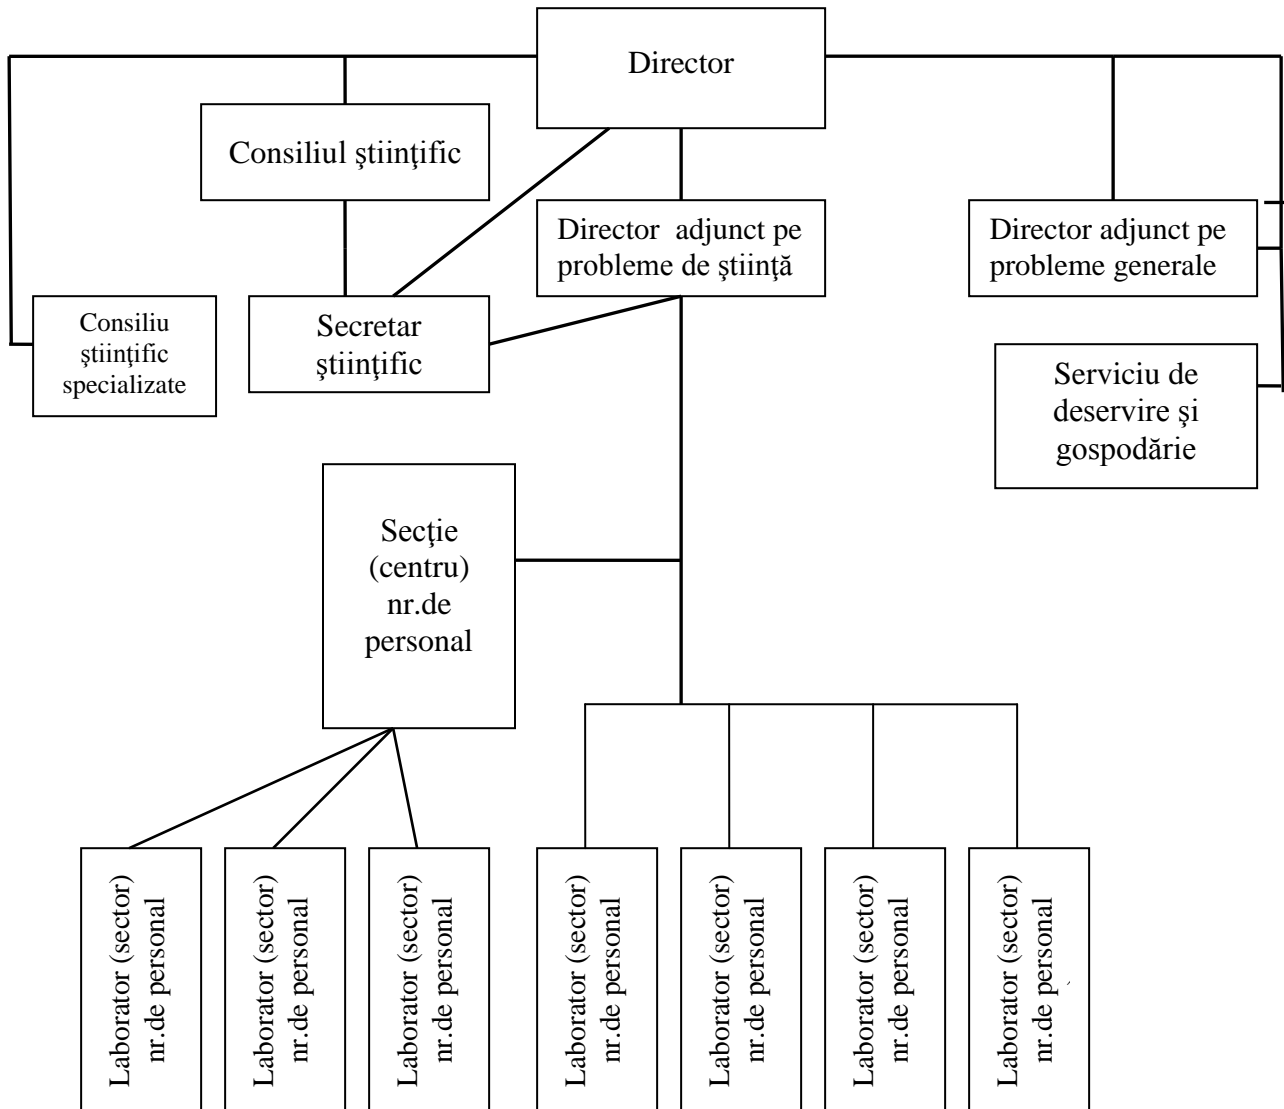 Director
Consiliul ştiinţific
Director adjunct pe
probleme de ştiinţă
Director adjunct pe
probleme generale
Consiliu
ştiinţific
specializate
Secretar
ştiinţific
Serviciu de
deservire şi
gospodărie
Secţie
(centru)
nr.de
personal
Laborator (sector)
nr.de personal
Laborator (sector)
nr.de personal
Laborator (sector)
nr.de personal
Laborator (sector)
nr.de personal
Laborator (sector)
nr.de personal
Laborator (sector)
nr.de personal
Laborator (sector)
nr.de personal